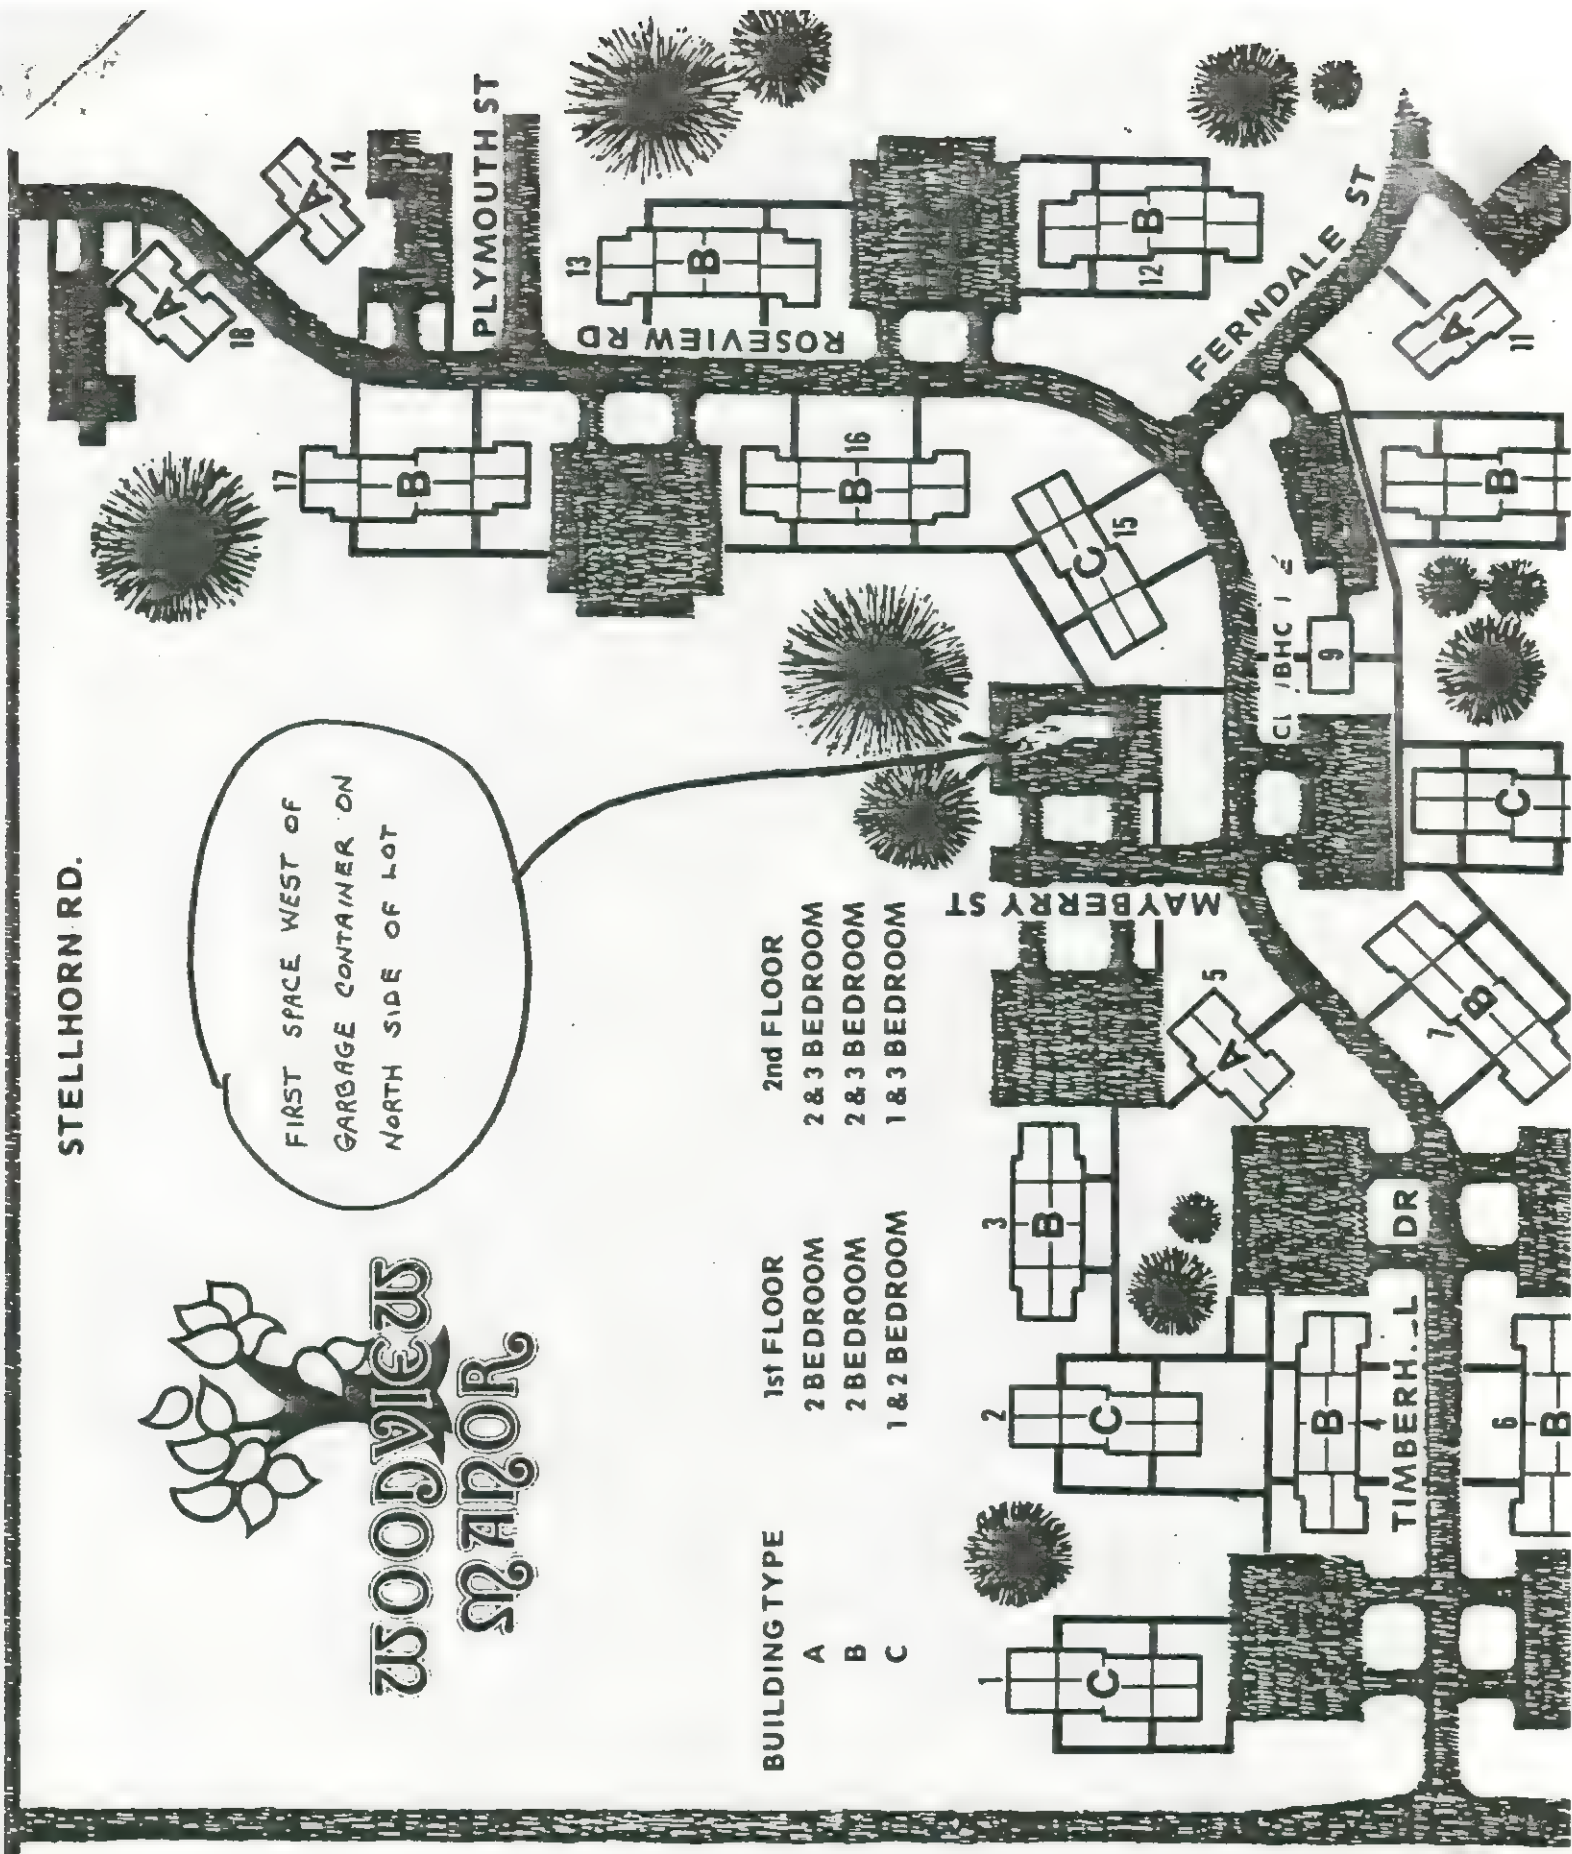 STELLHORN RD.
WOODVIEW
MANOR
FIRST SPACE WEST OF
GARBAGE CONTAINER ON
NORTH SIDE OF LOT
BUILDING TYPE 1st FLOOR 2nd FLOOR
A 2 BEDROOM 2 & 3 BEDROOM
B 2 BEDROOM 2 & 3 BEDROOM
C 1 & 2 BEDROOM 1 & 3 BEDROOM
A
18
A
14
PLYMOUTH ST
17
B
13
B
ROSEVIEW RD
B
16
B
12
C
15
FERNDALE ST
A
11
MAYBERRY ST
9
B
C
1
C
2
C
3
B
B
4
A
5
6
B
7
B
TIMBERH L DR